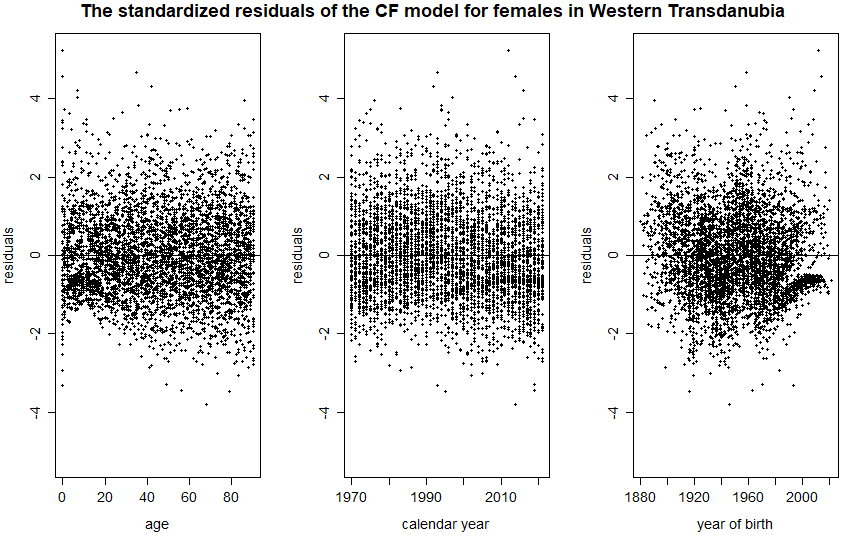 The standardized residuals of the CF model for females in Western Transdanubia
residuals
4
2
0
-2
-4
0 20 40 60 80
age
residuals
4
2
0
-2
-4
1970 1990 2010
calendar year
residuals
4
2
0
-2
-4
1880 1920 1960 2000
year of birth